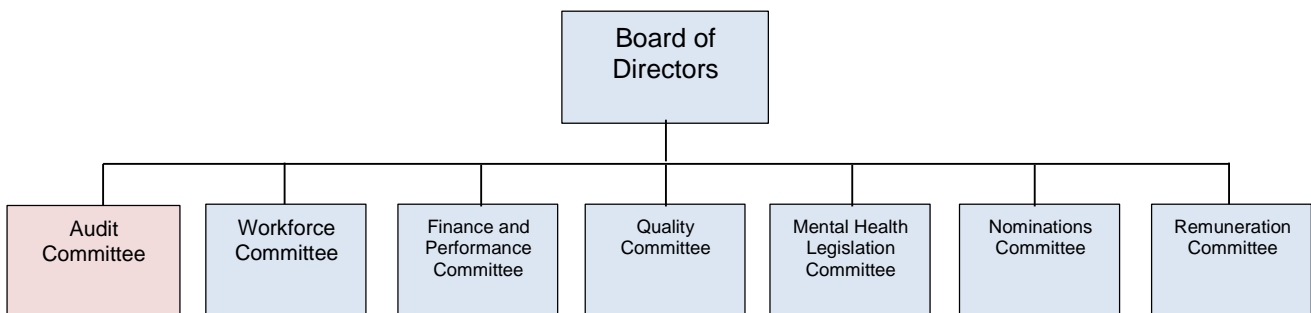 Board of
Directors
Audit
Committee
Workforce
Committee
Finance and
Performance
Committee
Quality
Committee
Mental Health
Legislation
Committee
Nominations
Committee
Remuneration
Committee